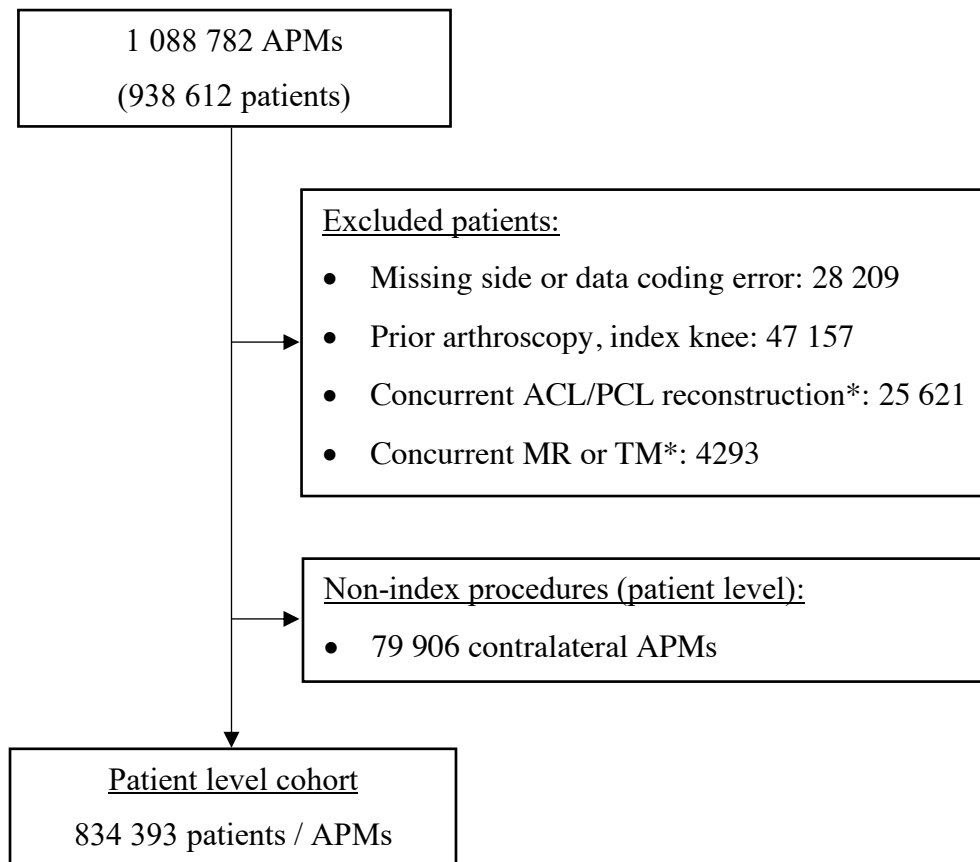 1 088 782 APMs
(938 612 patients)
Excluded patients:
• Missing side or data coding error: 28 209
• Prior arthroscopy, index knee: 47 157
• Concurrent ACL/PCL reconstruction*: 25 621
• Concurrent MR or TM*: 4293
Non-index procedures (patient level):
• 79 906 contralateral APMs
Patient level cohort
834 393 patients / APMs